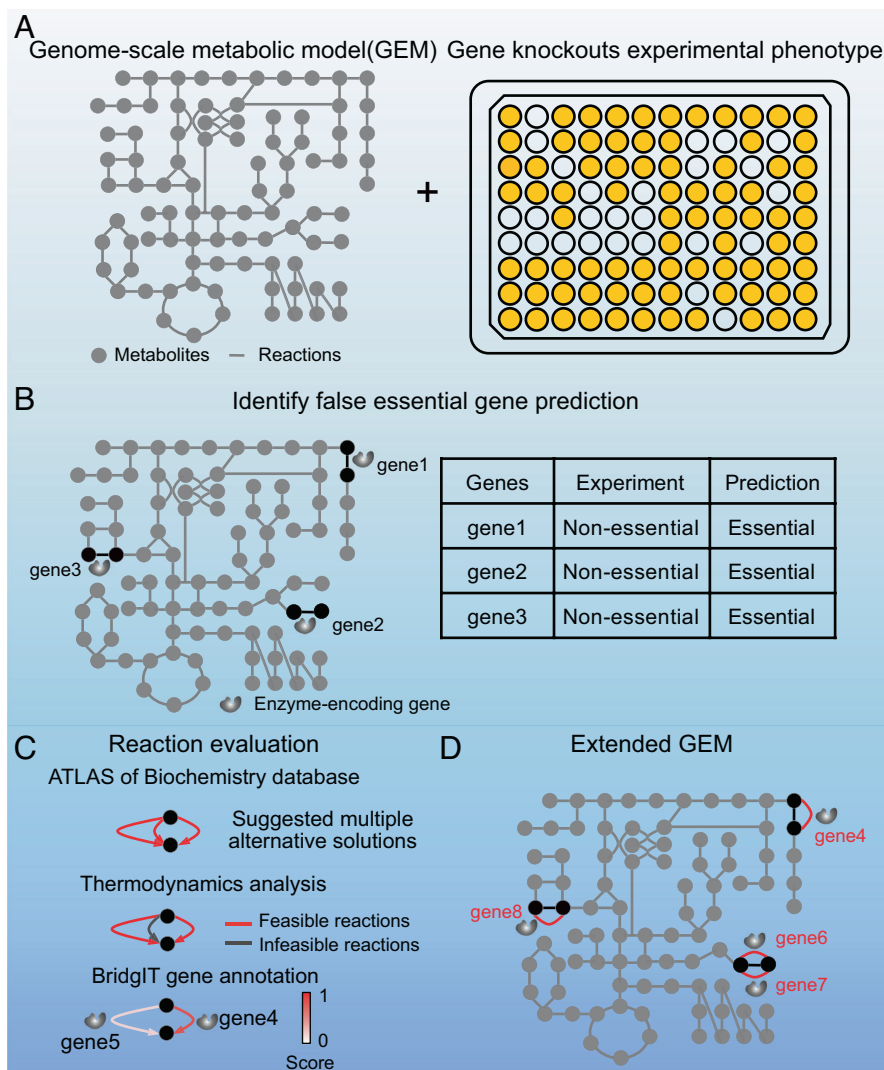 A
Genome-scale metabolic model(GEM)
Gene knockouts experimental phenotype
+
Metabolites
Reactions
B
Identify false essential gene prediction
gene1
gene3
gene2
Enzyme-encoding gene
Genes Experiment Prediction
gene1 Non-essential Essential
gene2 Non-essential Essential
gene3 Non-essential Essential
C
Reaction evaluation
ATLAS of Biochemistry database
Suggested multiple
alternative solutions
Thermodynamics analysis
Feasible reactions
Infeasible reactions
BridgIT gene annotation
gene5
gene4
1
0
Score
D
Extended GEM
gene4
gene8
gene6
gene7